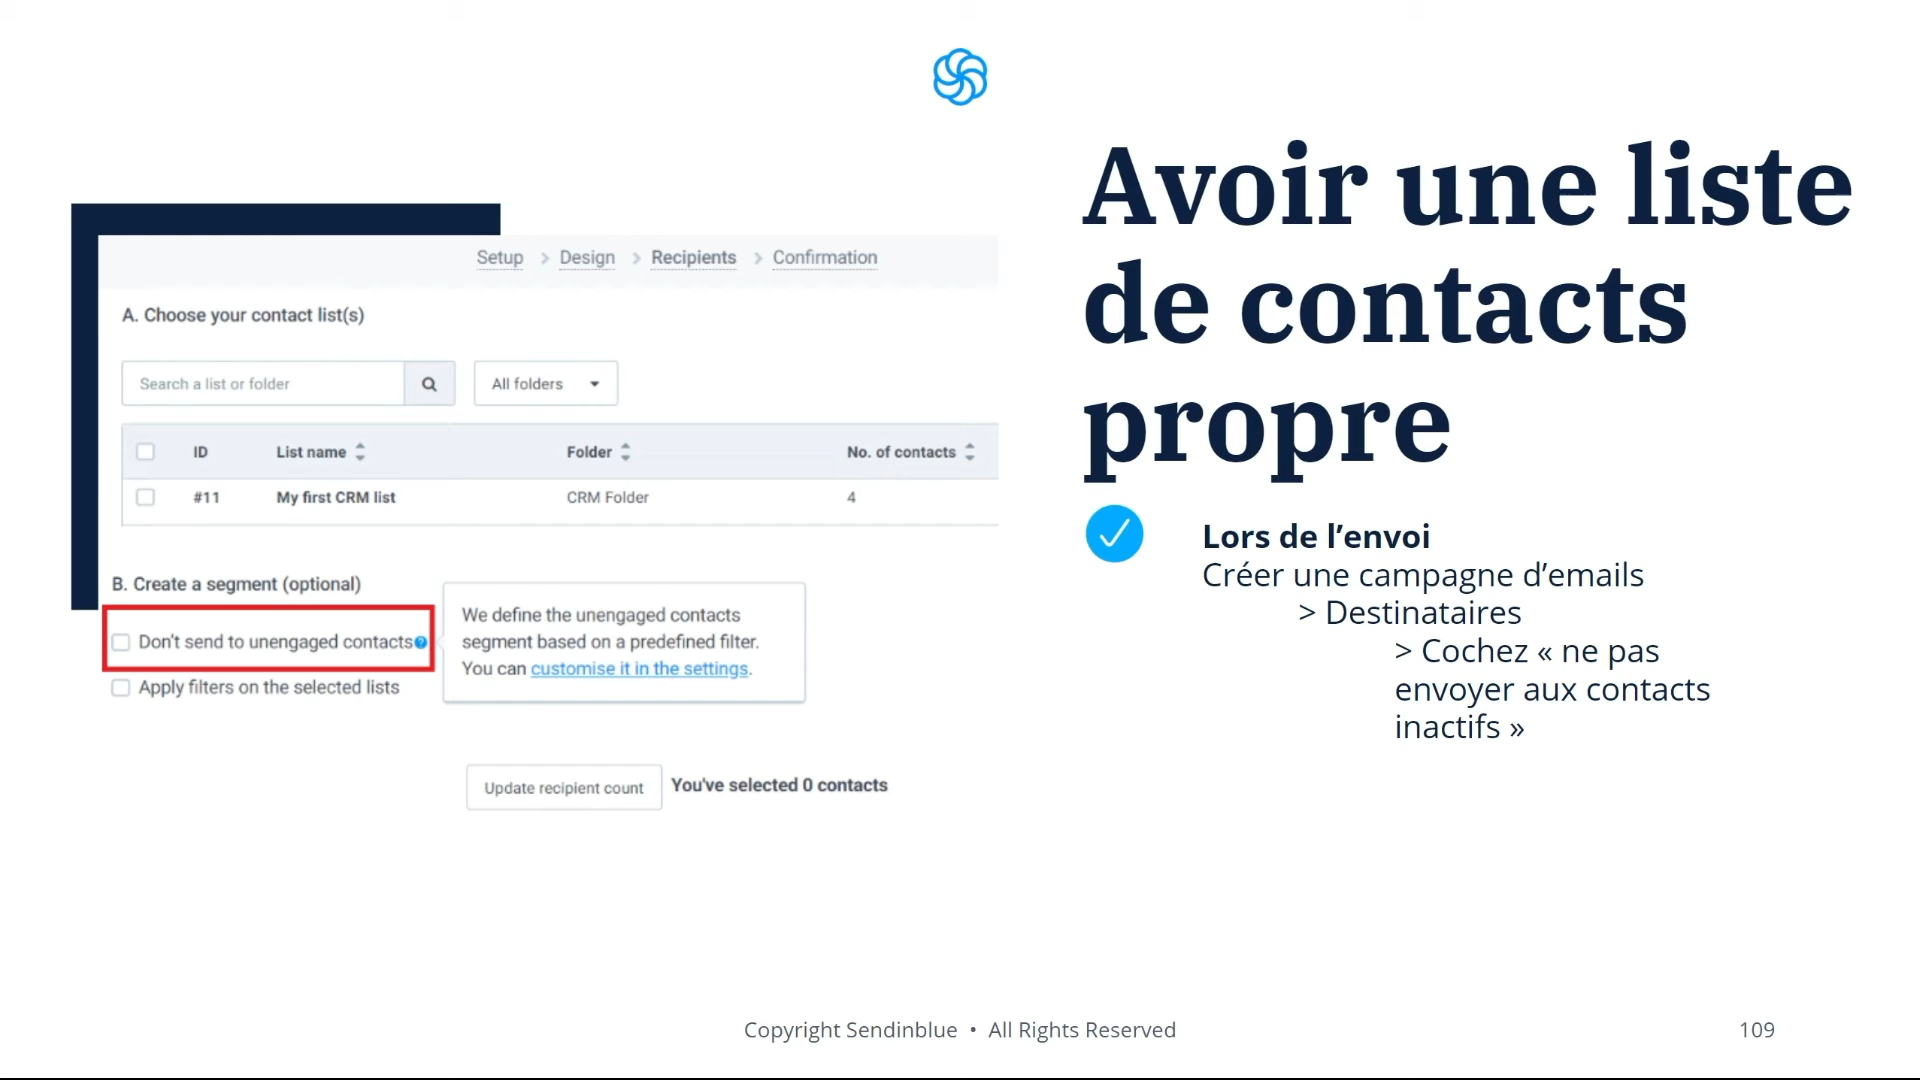 Avoir une liste
de contacts
propre
Setup > Design > Recipients > Confirmation
A. Choose your contact list(s)
Search a list or folder
All folders
ID List name Folder No. of contacts
#11 My first CRM list CRM Folder 4
B. Create a segment (optional)
Don't send to unengaged contacts?
Apply filters on the selected lists
We define the unengaged contacts
segment based on a predefined filter.
You can customise it in the settings.
Update recipient count
You've selected 0 contacts
Lors de l’envoi
Créer une campagne d’emails
> Destinataires
> Cochez « ne pas
envoyer aux contacts
inactifs »
Copyright Sendinblue • All Rights Reserved
109